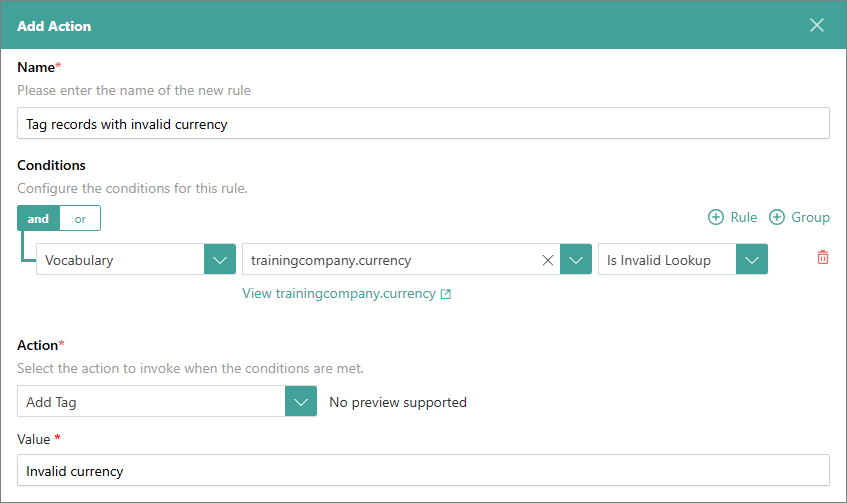 Add Action
Name*
Please enter the name of the new rule
Tag records with invalid currency
Conditions
Configure the conditions for this rule.
and or Rule Group
Vocabulary trainingcompany.currency Is Invalid Lookup
View trainingcompany.currency
Action*
Select the action to invoke when the conditions are met.
Add Tag No preview supported
Value *
Invalid currency